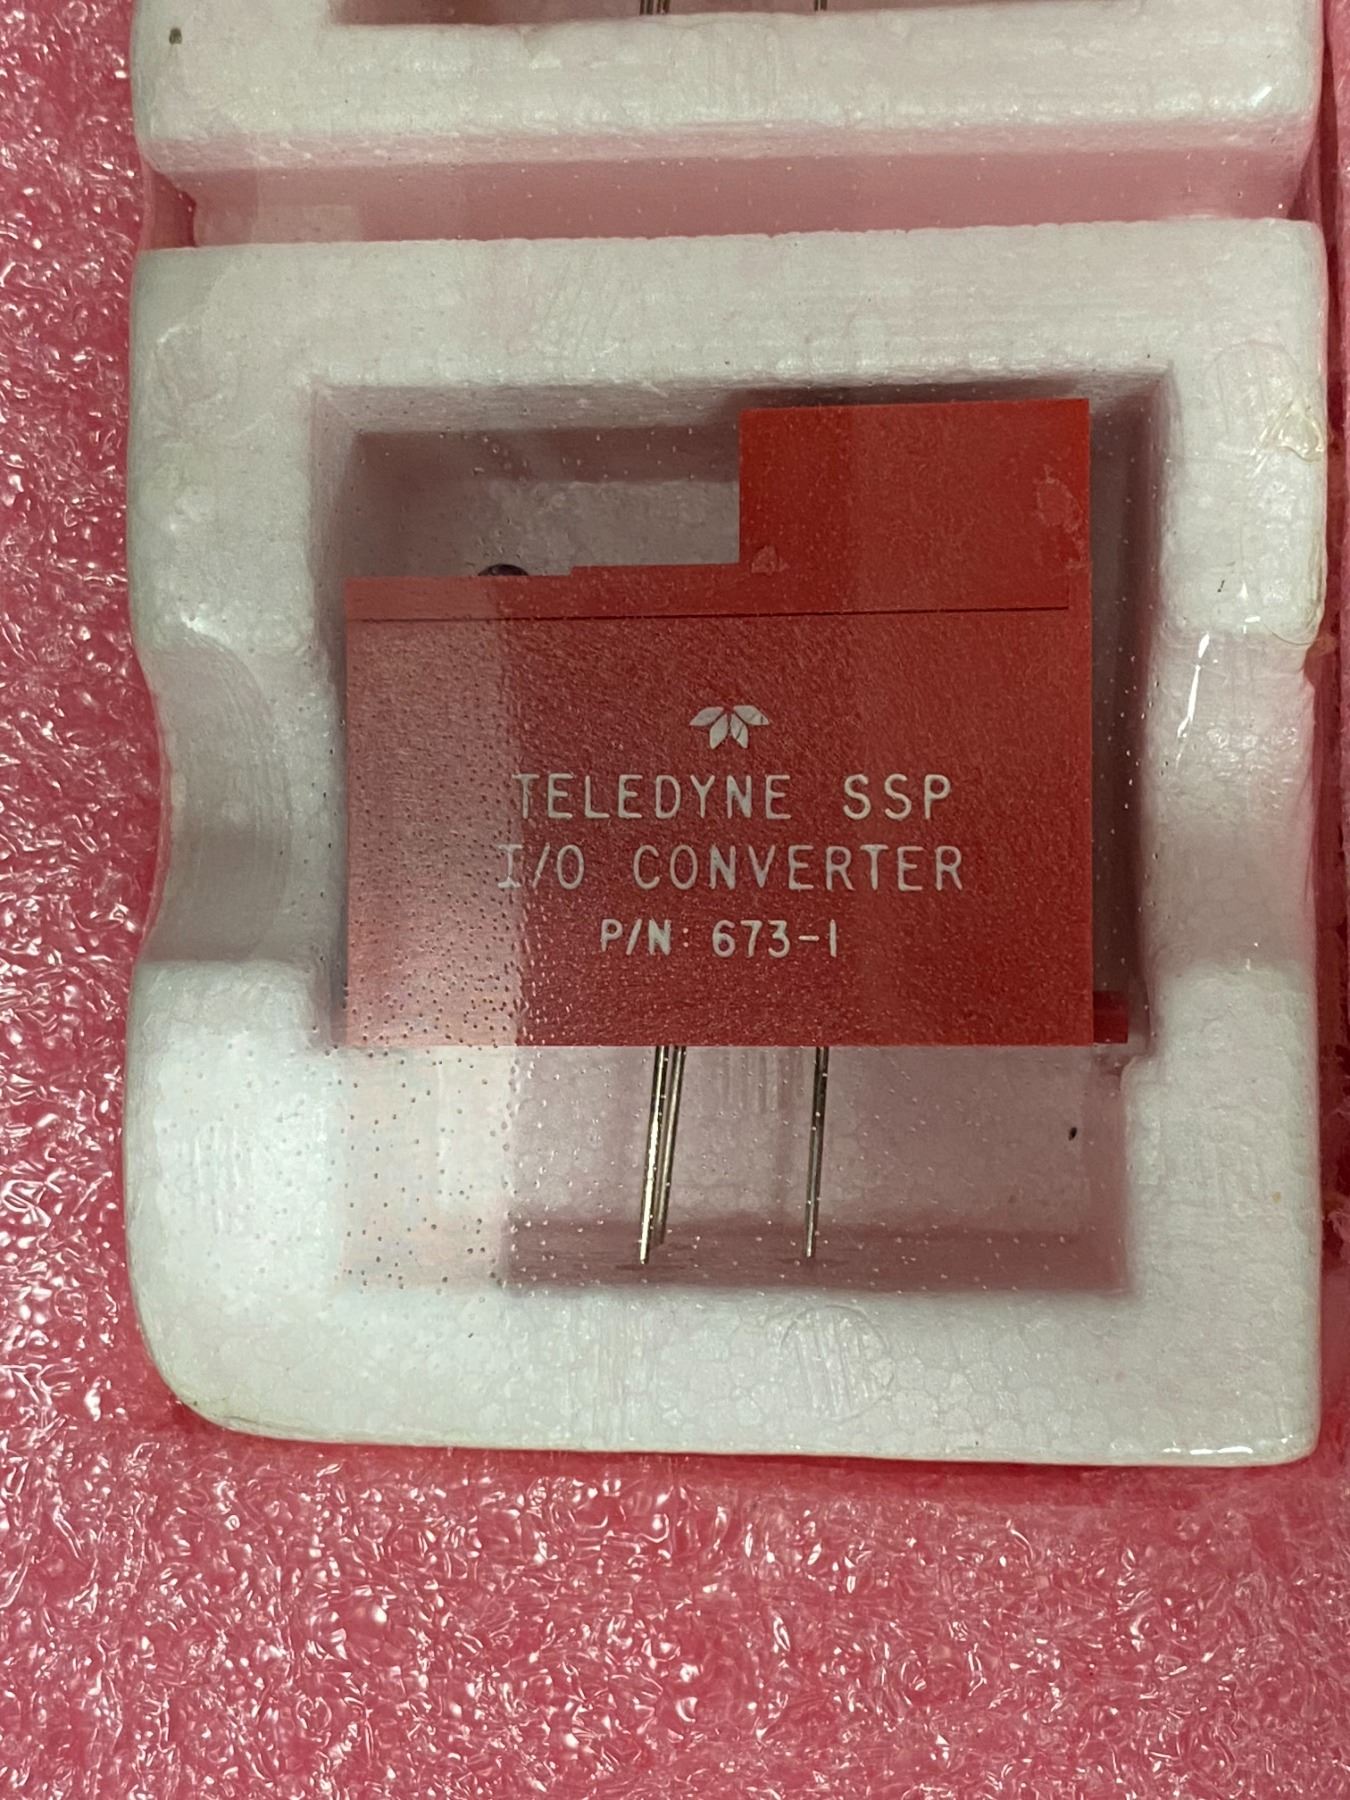 TELEDYNE SSP
I/O CONVERTER
P/N: 673-1